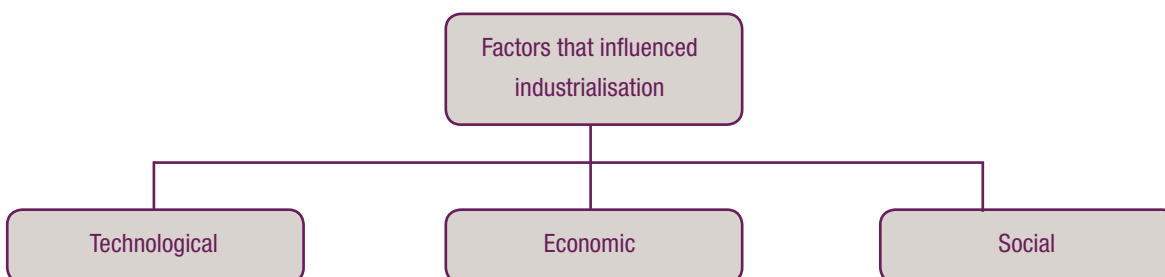 Factors that influenced
industrialisation
Technological
Economic
Social